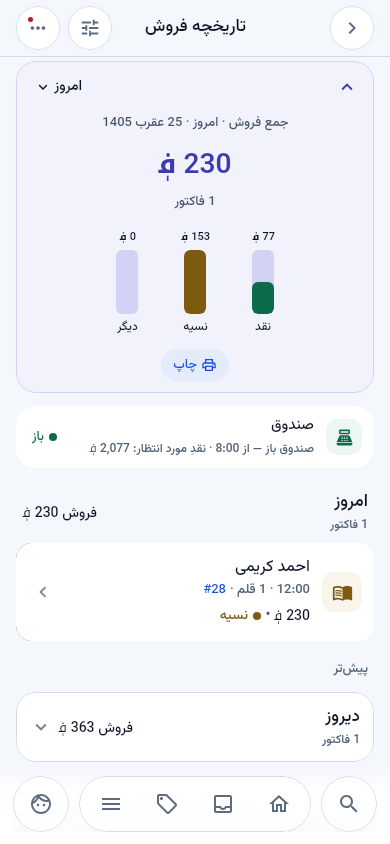 تاریخچه فروش
امروز
جمع فروش · امروز · 25 عقرب 1405
230 ؋
1 فاکتور
77 ؋
153 ؋
0 ؋
نقد
نسیه
دیگر
چاپ
صندوق
صندوق باز — از 8:00 · نقدِ مورد انتظار: 2,077 ؋
باز
امروز
1 فاکتور
فروش 230 ؋
احمد کریمی
12:00 · 1 قلم · #28
230 ؋ • نسیه
پیش‌تر
دیروز
1 فاکتور
فروش 363 ؋